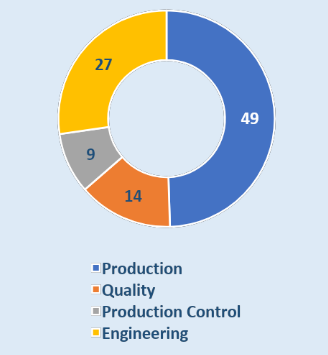 27
49
9
14
Production
Quality
Production Control
Engineering